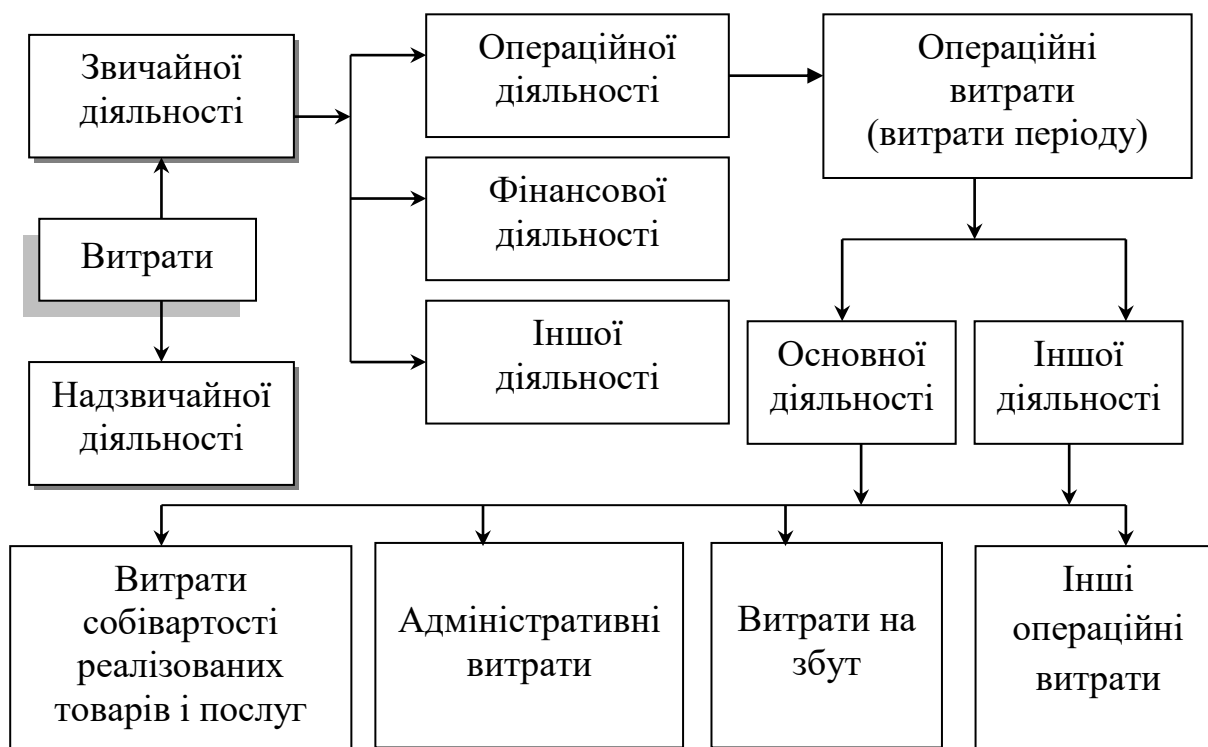 Звичайної
діяльності
Операційної
діяльності
Операційні
витрати
(витрати періоду)
Фінансової
діяльності
Витрати
Іншої
діяльності
Основної
діяльності
Іншої
діяльності
Надзвичайної
діяльності
Витрати
собівартості
реалізованих
товарів і послуг
Адміністративні
витрати
Витрати на
збут
Інші
операційні
витрати